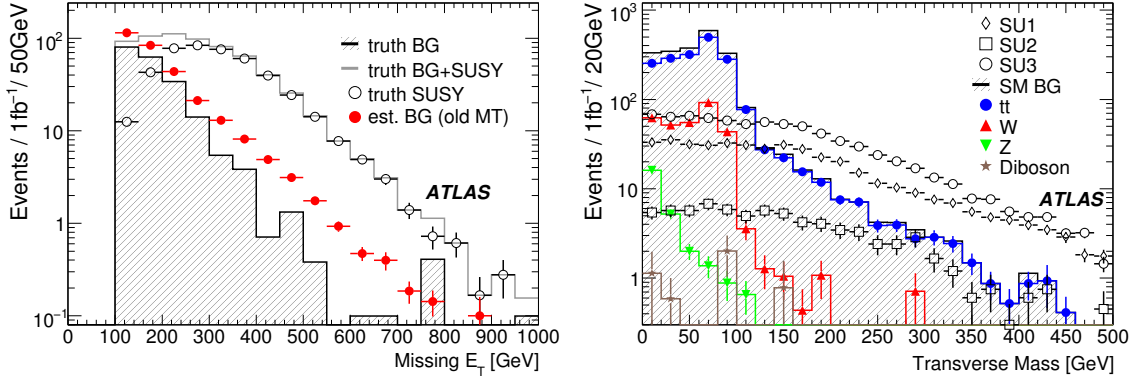 Events / 1fb⁻¹ / 50GeV
10²
10
1
10⁻¹
truth BG
truth BG+SUSY
truth SUSY
est. BG (old MT)
ATLAS
0 100 200 300 400 500 600 700 800 900 1000
Missing E_T [GeV]
Events / 1fb⁻¹ / 20GeV
10³
10²
10
1
SU1
SU2
SU3
SM BG
tt
W
Z
Diboson
ATLAS
0 50 100 150 200 250 300 350 400 450 500
Transverse Mass [GeV]